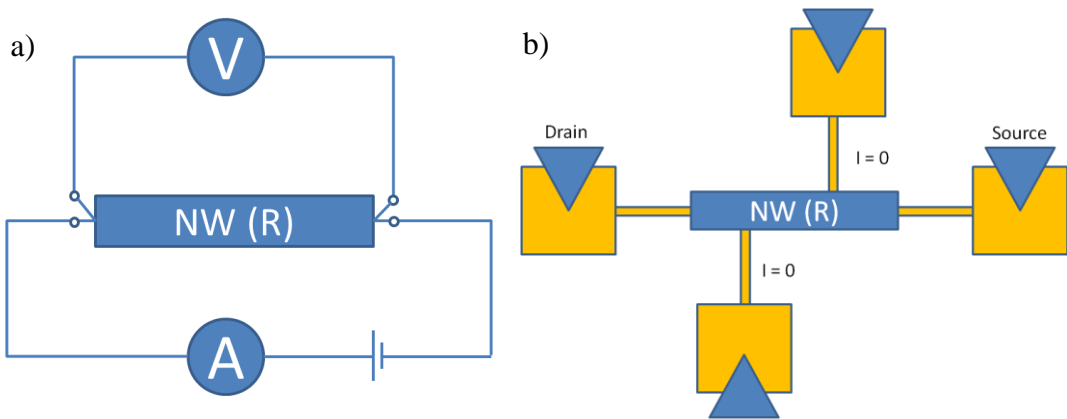 a)
V
NW (R)
A
b)
Drain
Source
I = 0
NW (R)
I = 0